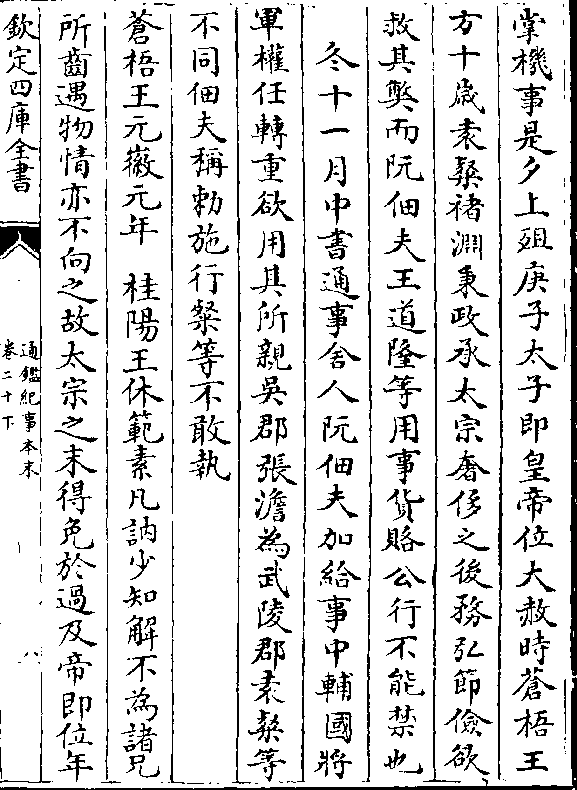 掌機事是夕上殂庚子太子即皇帝位大赦時蒼梧王
方十歳袁粲褚淵秉政承太宗奢侈之後務弘節儉欲
救其弊而阮佃夫王道隆等用事貨賂公行不能禁也
冬十一月中書通事舍人阮佃夫加給事中輔國將
軍權任轉重欲用其所親吳郡張澹為武陵郡袁粲等
不同佃夫稱勅施行粲等不敢執
蒼梧王元徽元年　桂陽王休範素凡訥少知解不為諸兄
所齒遇物情亦不向之故太宗之末得免於過及帝即位年
欽定四庫全書
通鑑紀事本末
卷二十下
八